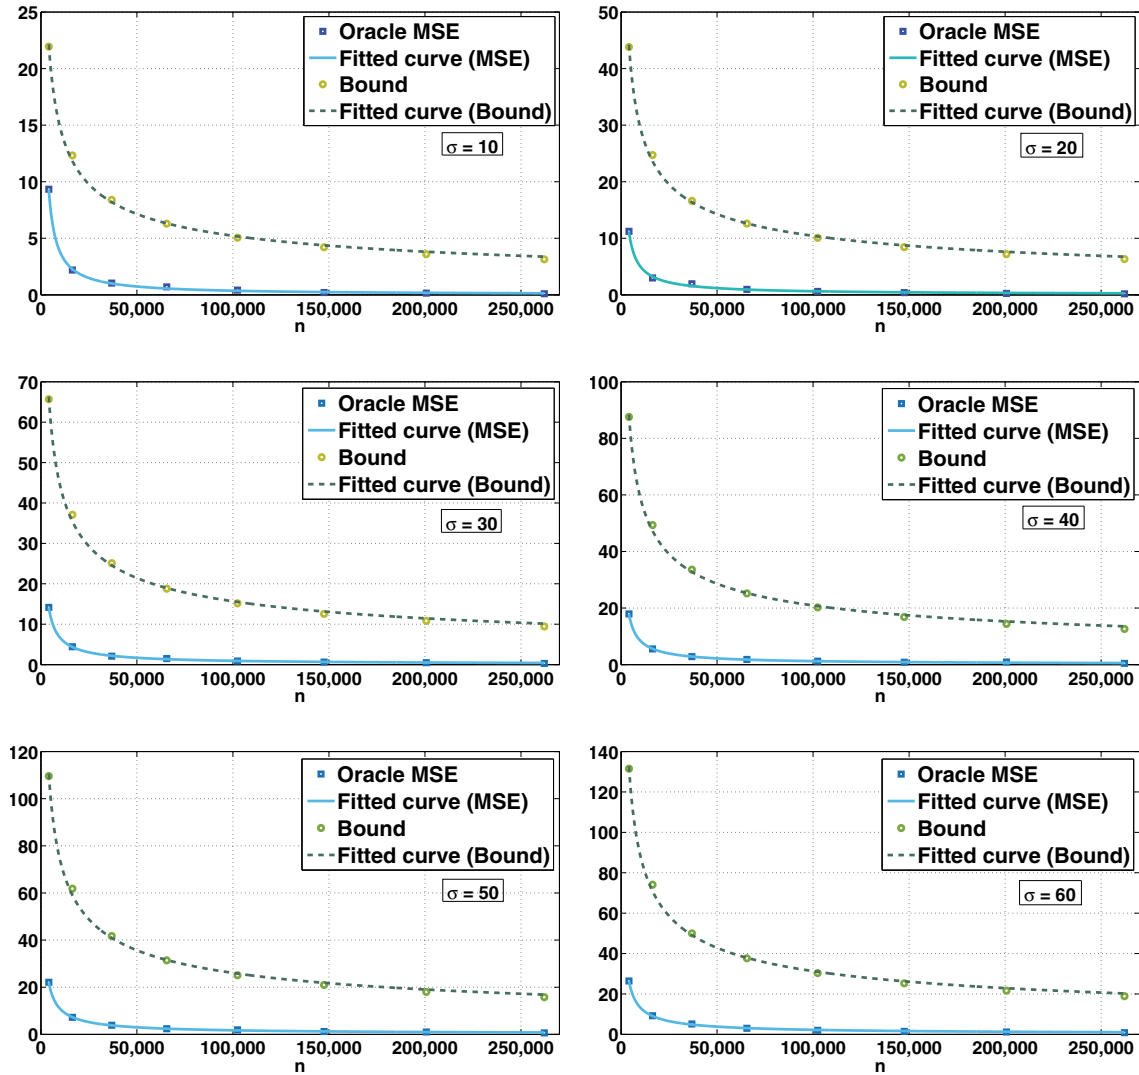 25
20
15
10
5
0
Oracle MSE
Fitted curve (MSE)
Bound
Fitted curve (Bound)
σ = 10
0 50,000 100,000 150,000 200,000 250,000
n
50
40
30
20
10
0
Oracle MSE
Fitted curve (MSE)
Bound
Fitted curve (Bound)
σ = 20
0 50,000 100,000 150,000 200,000 250,000
n
70
60
50
40
30
20
10
0
Oracle MSE
Fitted curve (MSE)
Bound
Fitted curve (Bound)
σ = 30
0 50,000 100,000 150,000 200,000 250,000
n
100
80
60
40
20
0
Oracle MSE
Fitted curve (MSE)
Bound
Fitted curve (Bound)
σ = 40
0 50,000 100,000 150,000 200,000 250,000
n
120
100
80
60
40
20
0
Oracle MSE
Fitted curve (MSE)
Bound
Fitted curve (Bound)
σ = 50
0 50,000 100,000 150,000 200,000 250,000
n
140
120
100
80
60
40
20
0
Oracle MSE
Fitted curve (MSE)
Bound
Fitted curve (Bound)
σ = 60
0 50,000 100,000 150,000 200,000 250,000
n